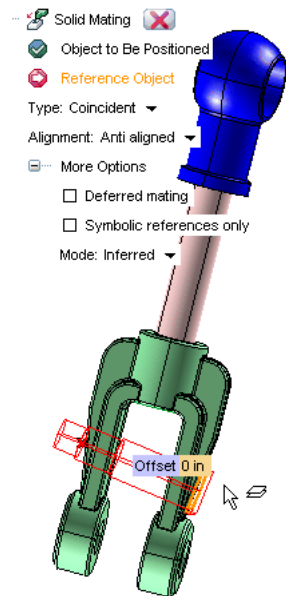 Solid Mating
Object to Be Positioned
Reference Object
Type: Coincident
Alignment: Anti aligned
More Options
Deferred mating
Symbolic references only
Mode: Inferred
Offset 0 in